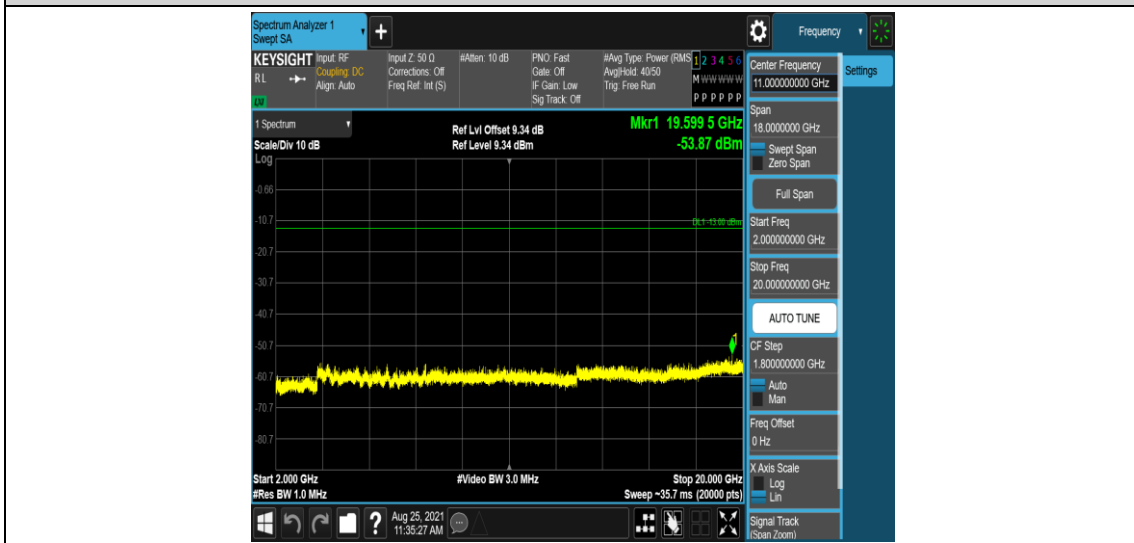 Spectrum Analyzer 1
Swept SA
+
Frequency
KEYSIGHT
RL
Input: RF
Coupling: DC
Align: Auto
Input Z: 50 Ω
Corrections: Off
Freq Ref: Int (S)
#Atten: 10 dB
PNO: Fast
Gate: Off
IF Gain: Low
Sig Track: Off
#Avg Type: Power (RMS
Avg|Hold: 40/50
Trig: Free Run
1 2 3 4 5 6
M W W W W W
P P P P P P
1 Spectrum
Scale/Div 10 dB
Ref Lvl Offset 9.34 dB
Ref Level 9.34 dBm
Mkr1 19.599 5 GHz
-53.87 dBm
Log
-0.66
-10.7
-20.7
-30.7
-40.7
-50.7
-60.7
-70.7
-80.7
DL1 -13.00 dBm
1
Start 2.000 GHz
#Res BW 1.0 MHz
#Video BW 3.0 MHz
Stop 20.000 GHz
Sweep ~35.7 ms (20000 pts)
Center Frequency
11.000000000 GHz
Settings
Span
18.0000000 GHz
Swept Span
Zero Span
Full Span
Start Freq
2.000000000 GHz
Stop Freq
20.000000000 GHz
AUTO TUNE
CF Step
1.800000000 GHz
Auto
Man
Freq Offset
0 Hz
X Axis Scale
Log
Lin
Signal Track
(Span Zoom)
?
Aug 25, 2021
11:35:27 AM